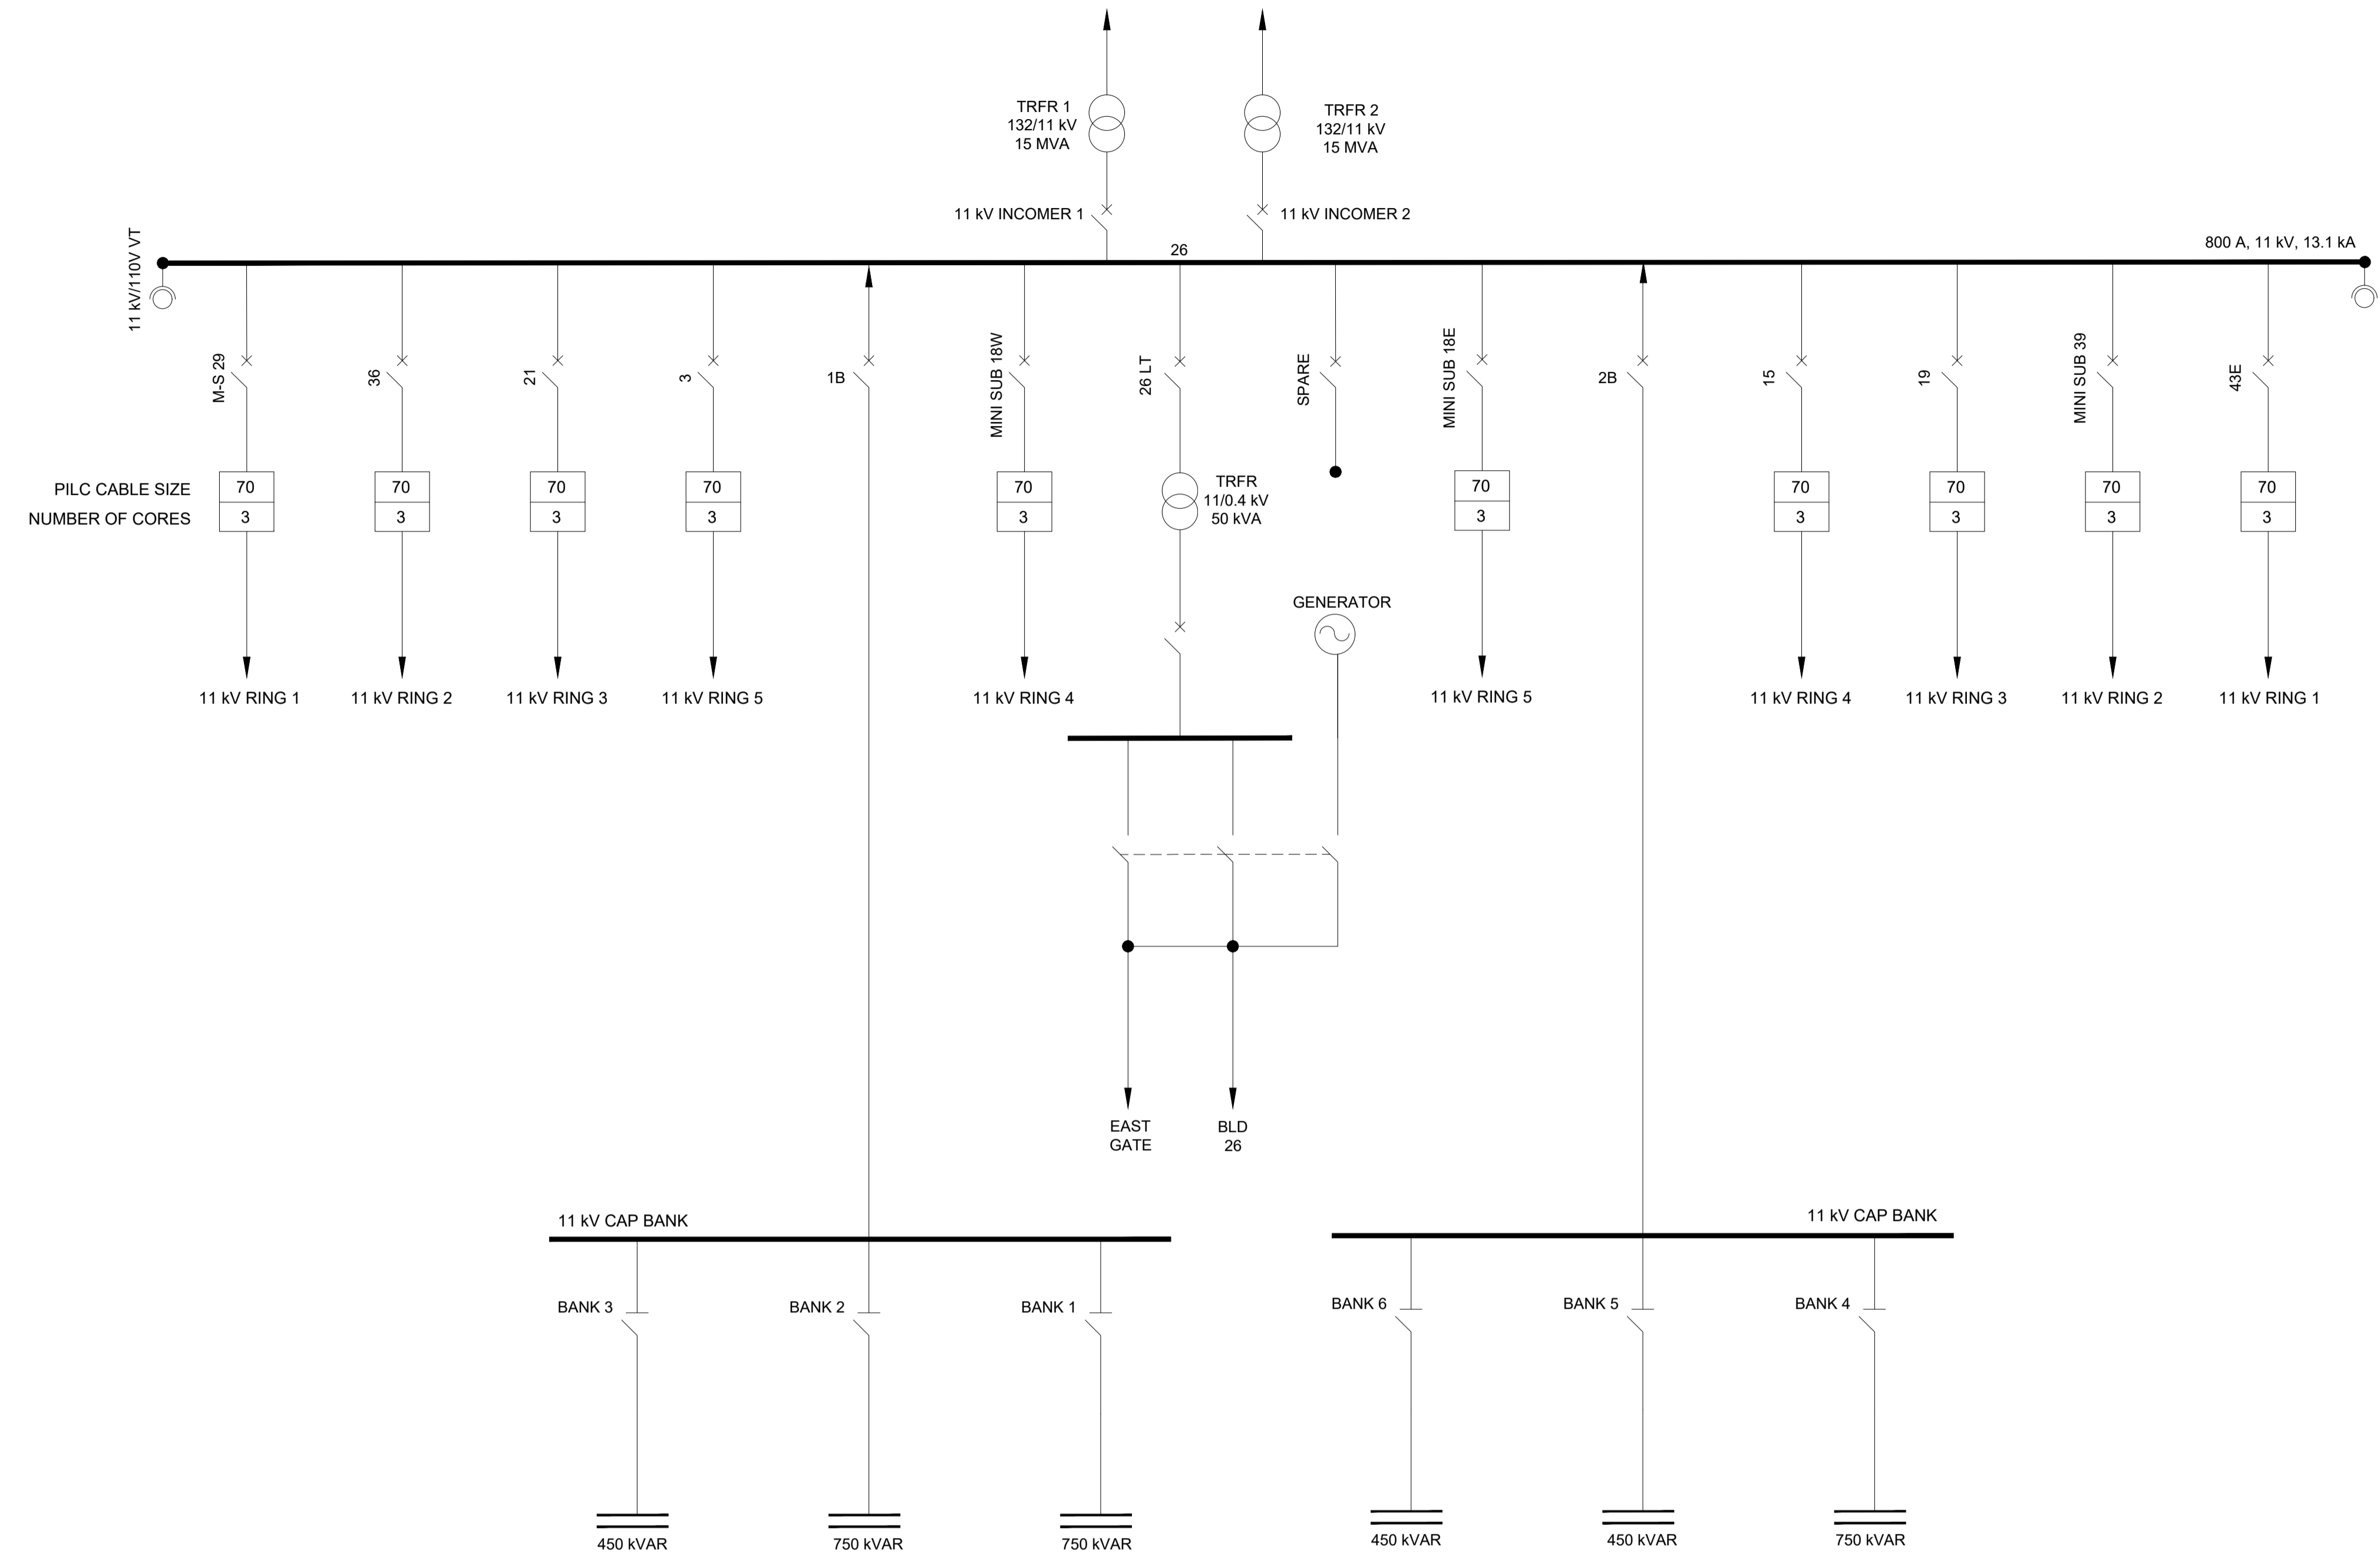 TRFR 1
132/11 kV
15 MVA
TRFR 2
132/11 kV
15 MVA
11 kV INCOMER 1
11 kV INCOMER 2
26
800 A, 11 kV, 13.1 kA
11 kV/110V VT
M-S 29
36
21
3
1B
MINI SUB 18W
26 LT
SPARE
MINI SUB 18E
2B
15
19
MINI SUB 39
43E
PILC CABLE SIZE
70
70
70
70
70
70
70
70
70
70
NUMBER OF CORES
3
3
3
3
3
3
3
3
3
3
TRFR
11/0.4 kV
50 kVA
GENERATOR
11 kV RING 1
11 kV RING 2
11 kV RING 3
11 kV RING 5
11 kV RING 4
11 kV RING 5
11 kV RING 4
11 kV RING 3
11 kV RING 2
11 kV RING 1
EAST
GATE
BLD
26
11 kV CAP BANK
11 kV CAP BANK
BANK 3
BANK 2
BANK 1
BANK 6
BANK 5
BANK 4
450 kVAR
750 kVAR
750 kVAR
450 kVAR
450 kVAR
750 kVAR